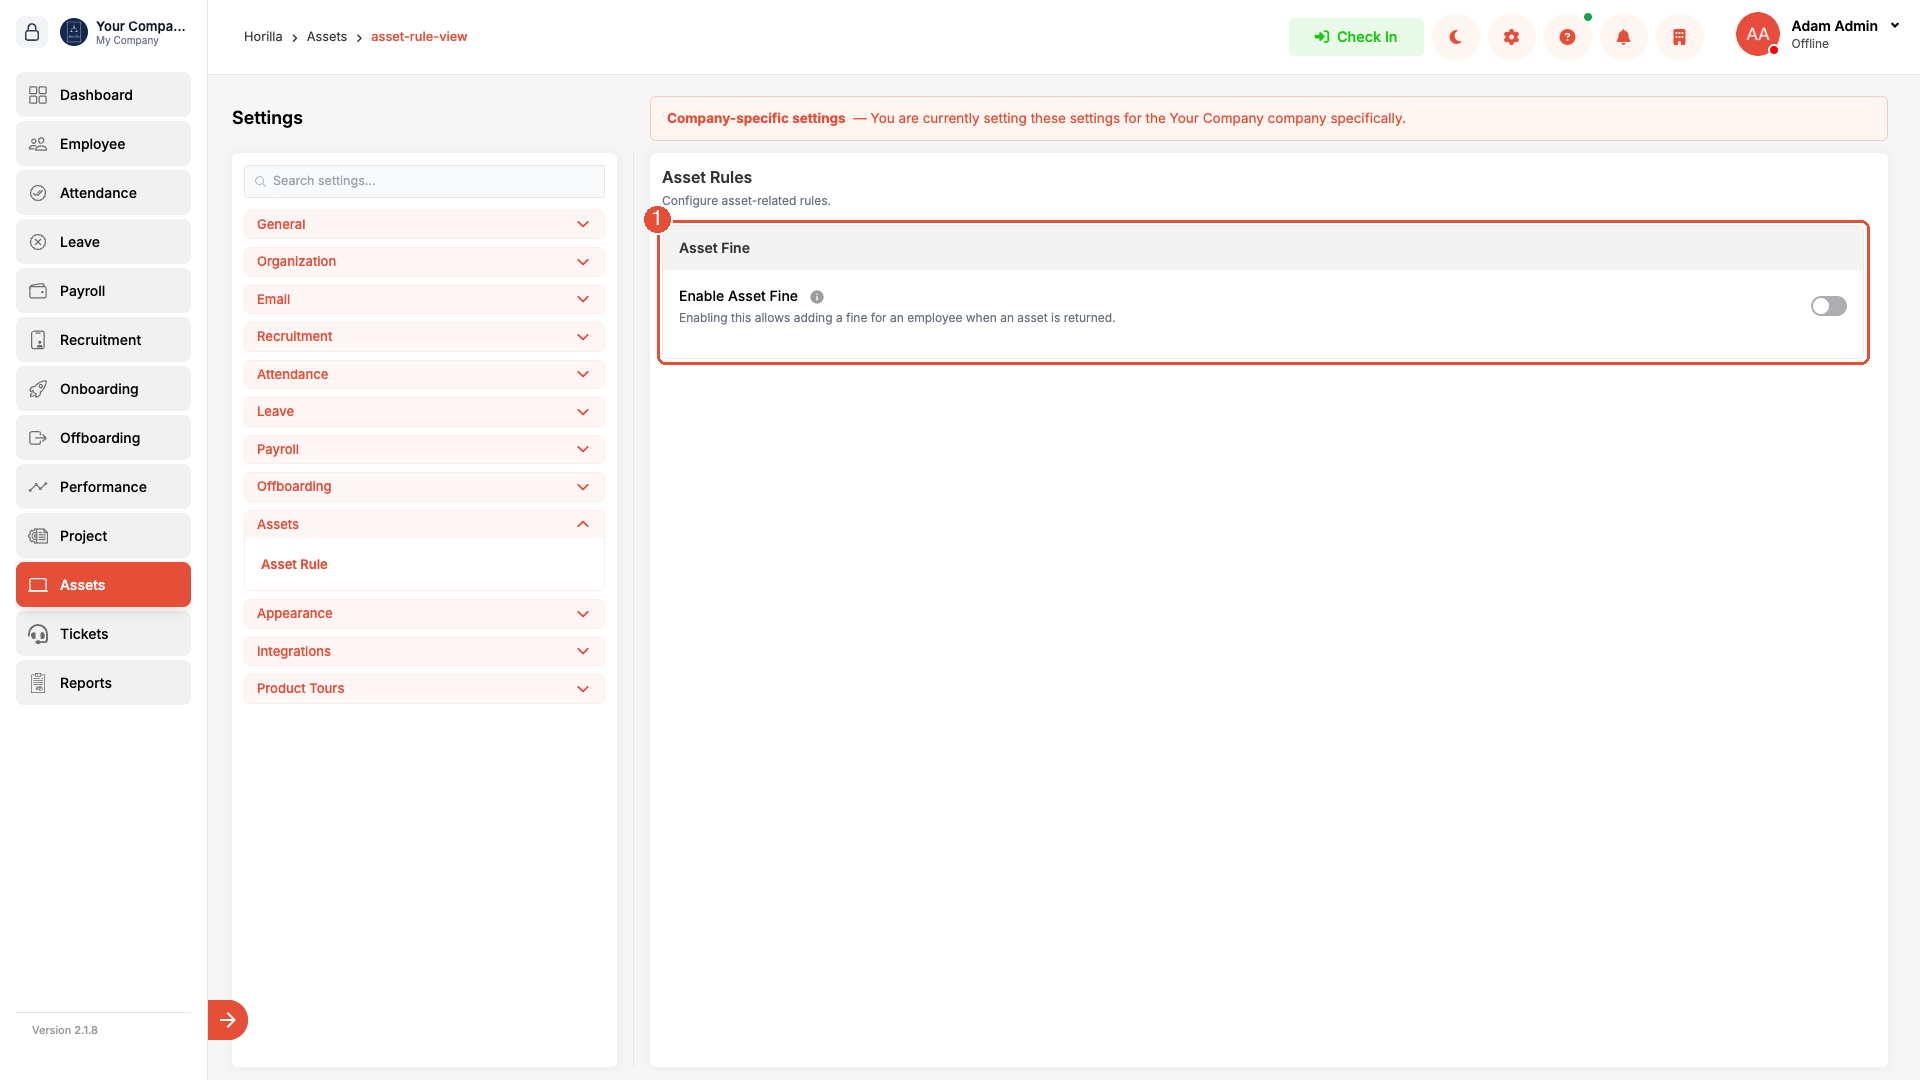 Your Compa...
My Company
Dashboard
Employee
Attendance
Leave
Payroll
Recruitment
Onboarding
Offboarding
Performance
Project
Assets
Tickets
Reports
Version 2.1.8
Horilla > Assets > asset-rule-view
Check In
AA
Adam Admin
Offline
Settings
Search settings...
General
Organization
Email
Recruitment
Attendance
Leave
Payroll
Offboarding
Assets
Asset Rule
Appearance
Integrations
Product Tours
Company-specific settings — You are currently setting these settings for the Your Company company specifically.
Asset Rules
Configure asset-related rules.
1
Asset Fine
Enable Asset Fine
Enabling this allows adding a fine for an employee when an asset is returned.